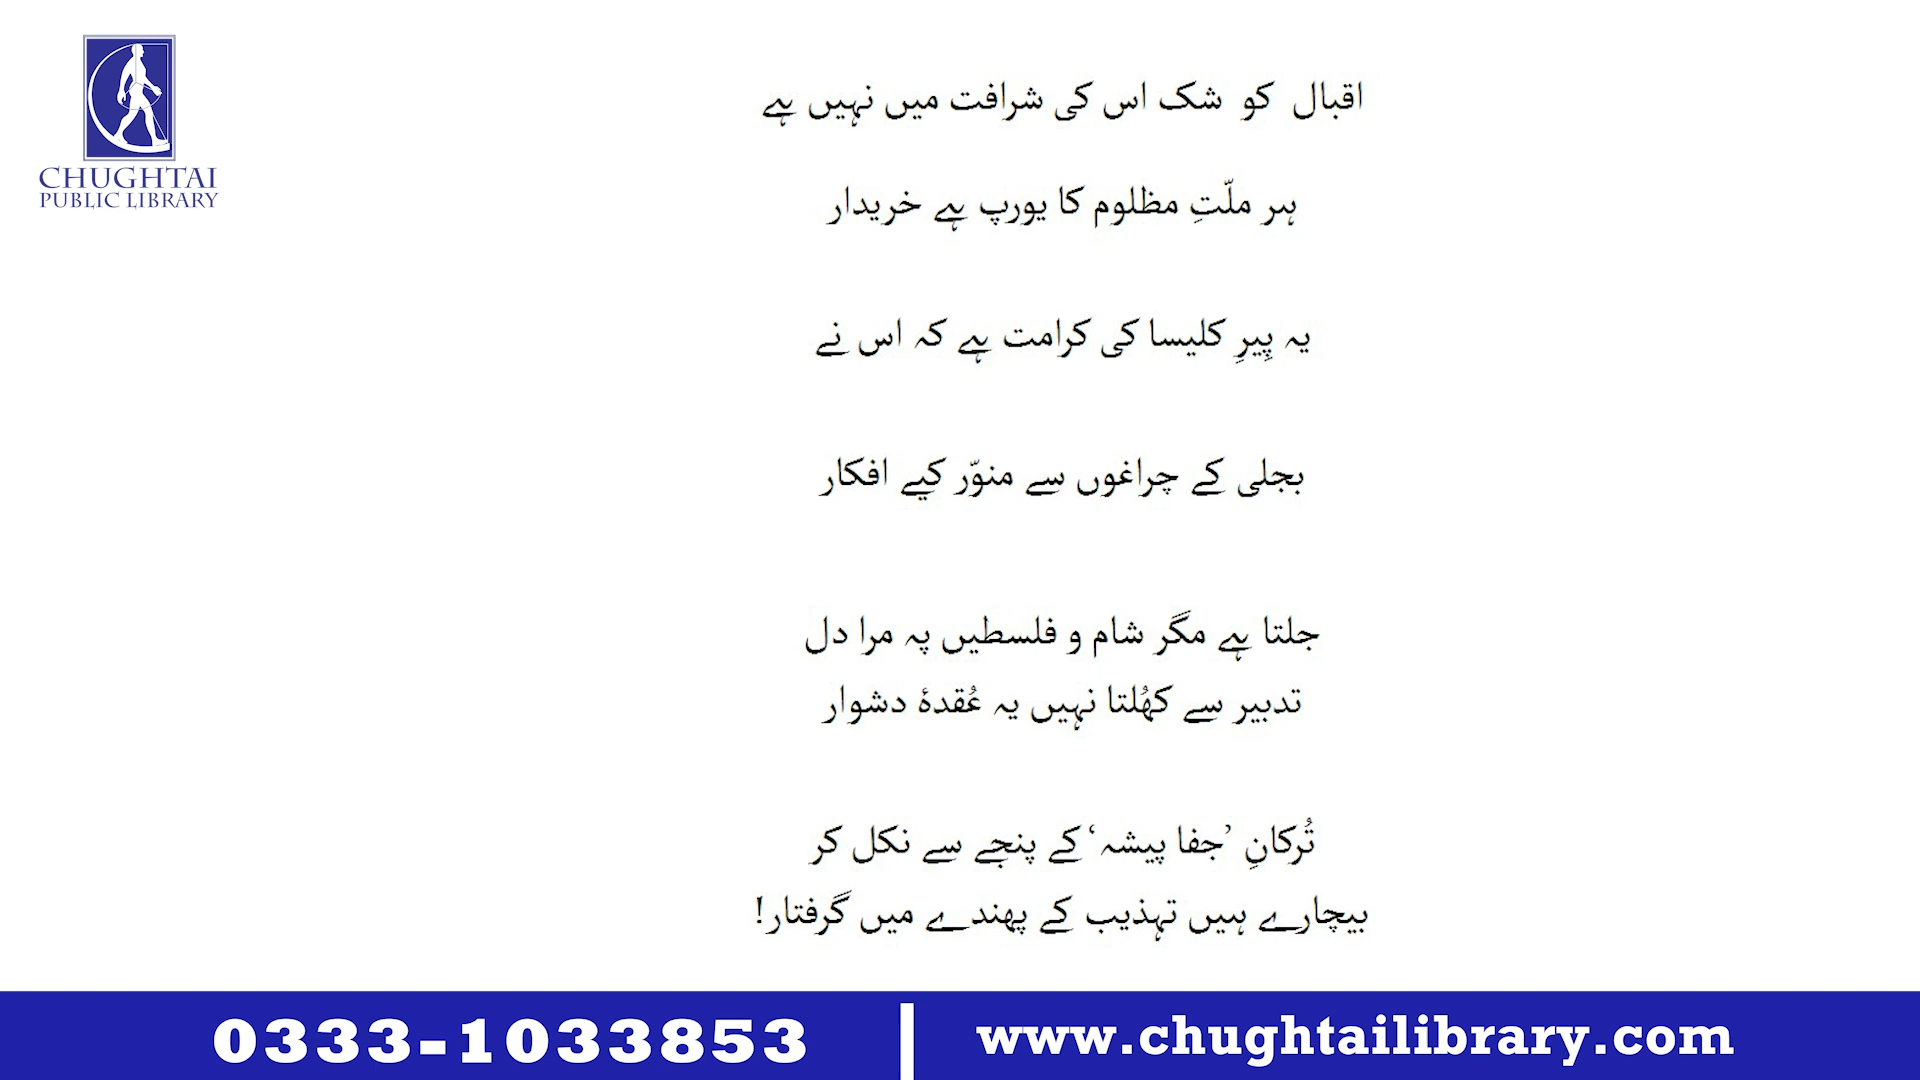 CHUGHTAI
PUBLIC LIBRARY
اقبال کو شک اس کی شرافت میں نہیں ہے
ہر ملّتِ مظلوم کا یورپ ہے خریدار
یہ پِیرِ کلیسا کی کرامت ہے کہ اس نے
بجلی کے چراغوں سے منوّر کیے افکار
جلتا ہے مگر شام و فلسطیں پہ مرا دل
تدبیر سے کھُلتا نہیں یہ عُقدۂ دشوار
تُرکانِ ’جفا پیشہ‘ کے پنجے سے نکل کر
بیچارے ہیں تہذیب کے پھندے میں گرفتار!
0333-1033853
www.chughtailibrary.com